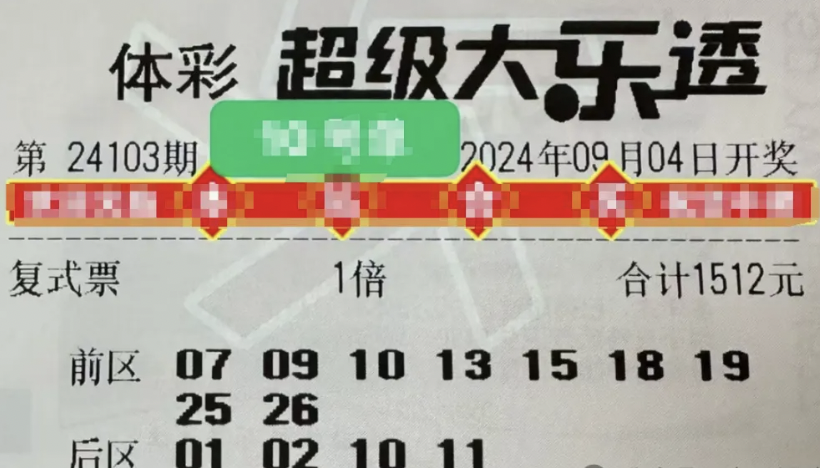 体彩 超级大乐透
第 24103期 2024年09月04日开奖
复式票 1倍 合计1512元
前区 07 09 10 13 15 18 19
25 26
后区 01 02 10 11